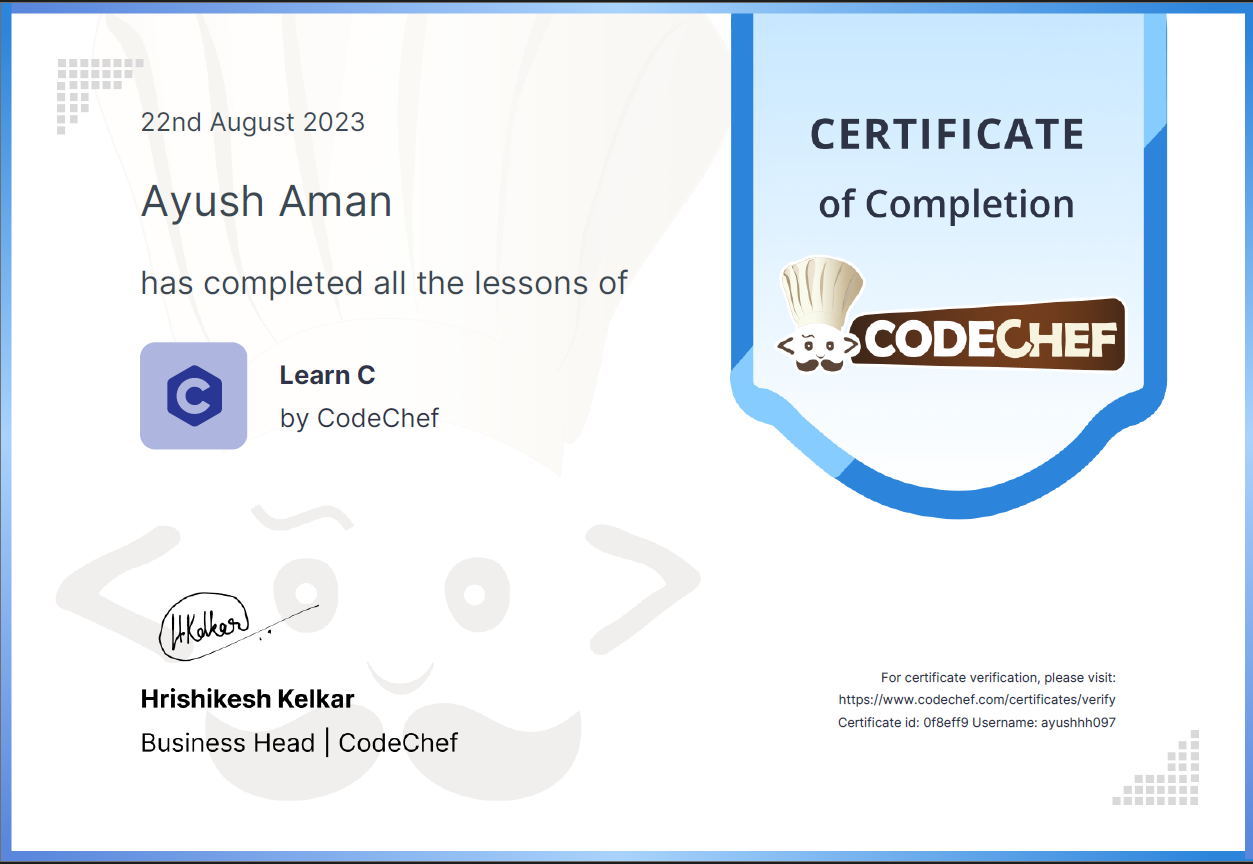 22nd August 2023
Ayush Aman
has completed all the lessons of
C
Learn C
by CodeChef
H.Kelkar
Hrishikesh Kelkar
Business Head | CodeChef
CERTIFICATE
of Completion
CODECHEF
For certificate verification, please visit:
https://www.codechef.com/certificates/verify
Certificate id: 0f8eff9 Username: ayushhh097